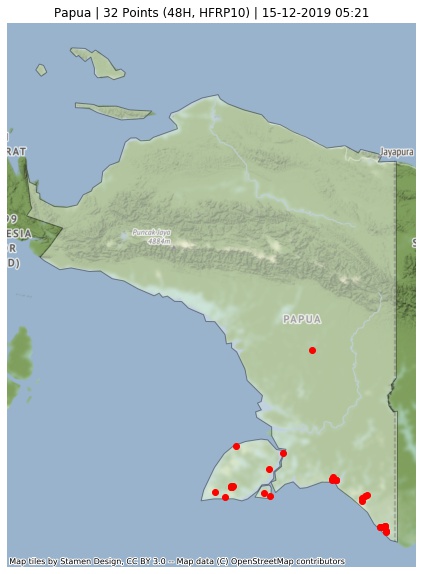 Papua | 32 Points (48H, HFRP10) | 15-12-2019 05:21
RAT
Jayapura
99
ESIA
R
D)
Puncak Jaya
4884m
S
PAPUA
Map tiles by Stamen Design, CC BY 3.0 -- Map data (C) OpenStreetMap contributors